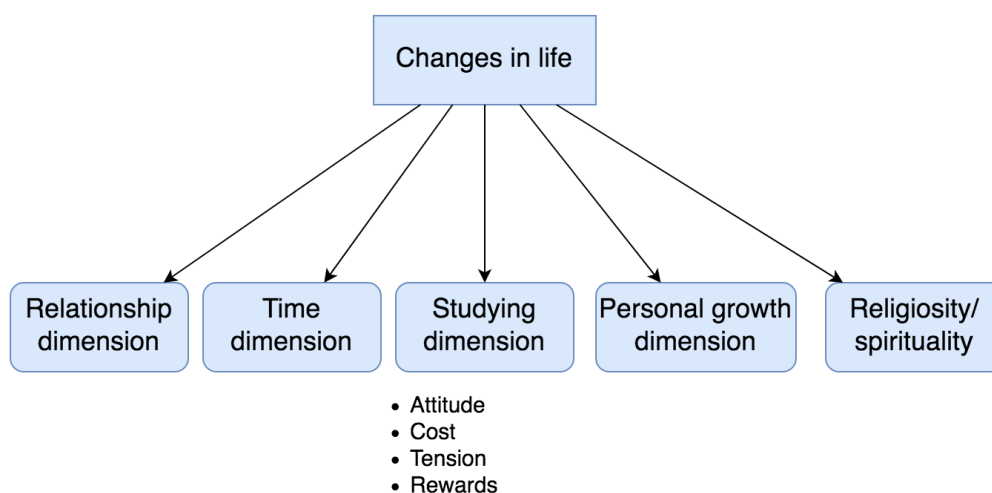 Changes in life
Relationship
dimension
Time
dimension
Studying
dimension
Personal growth
dimension
Religiosity/
spirituality
• Attitude
• Cost
• Tension
• Rewards